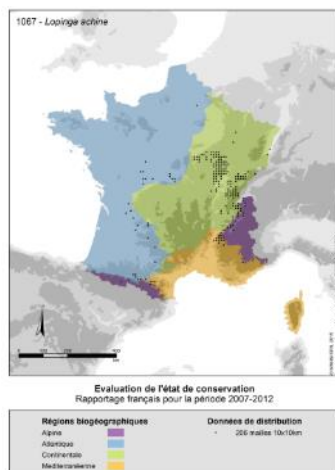 1067 - Lopinga achine
Evaluation de l'état de conservation
Rapportage français pour la période 2007-2012
Régions biogéographiques
Alpine
Atlantique
Continentale
Mediterranéenne
Données de distribution
206 mailles 10x10km